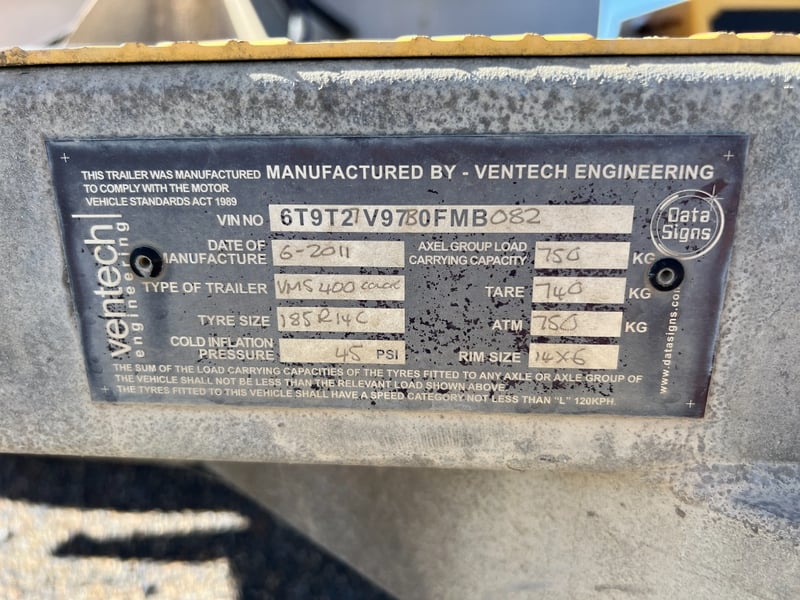 THIS TRAILER WAS MANUFACTURED
TO COMPLY WITH THE MOTOR
VEHICLE STANDARDS ACT 1989
MANUFACTURED BY - VENTECH ENGINEERING
VIN NO 6T9T27V97B0FMB082
Data
Signs
ventech
engineering
DATE OF
MANUFACTURE 6-2011
AXEL GROUP LOAD
CARRYING CAPACITY 750 KG
TYPE OF TRAILER VMS 400 COLOR
TARE 740 KG
TYRE SIZE 185R14C
ATM 750 KG
COLD INFLATION
PRESSURE 45 PSI
RIM SIZE 14X6
www.datasigns.com
THE SUM OF THE LOAD CARRYING CAPACITIES OF THE TYRES FITTED TO ANY AXLE OR AXLE GROUP OF
THE VEHICLE SHALL NOT BE LESS THAN THE RELEVANT LOAD SHOWN ABOVE
THE TYRES FITTED TO THIS VEHICLE SHALL HAVE A SPEED CATEGORY NOT LESS THAN "L" 120KPH.